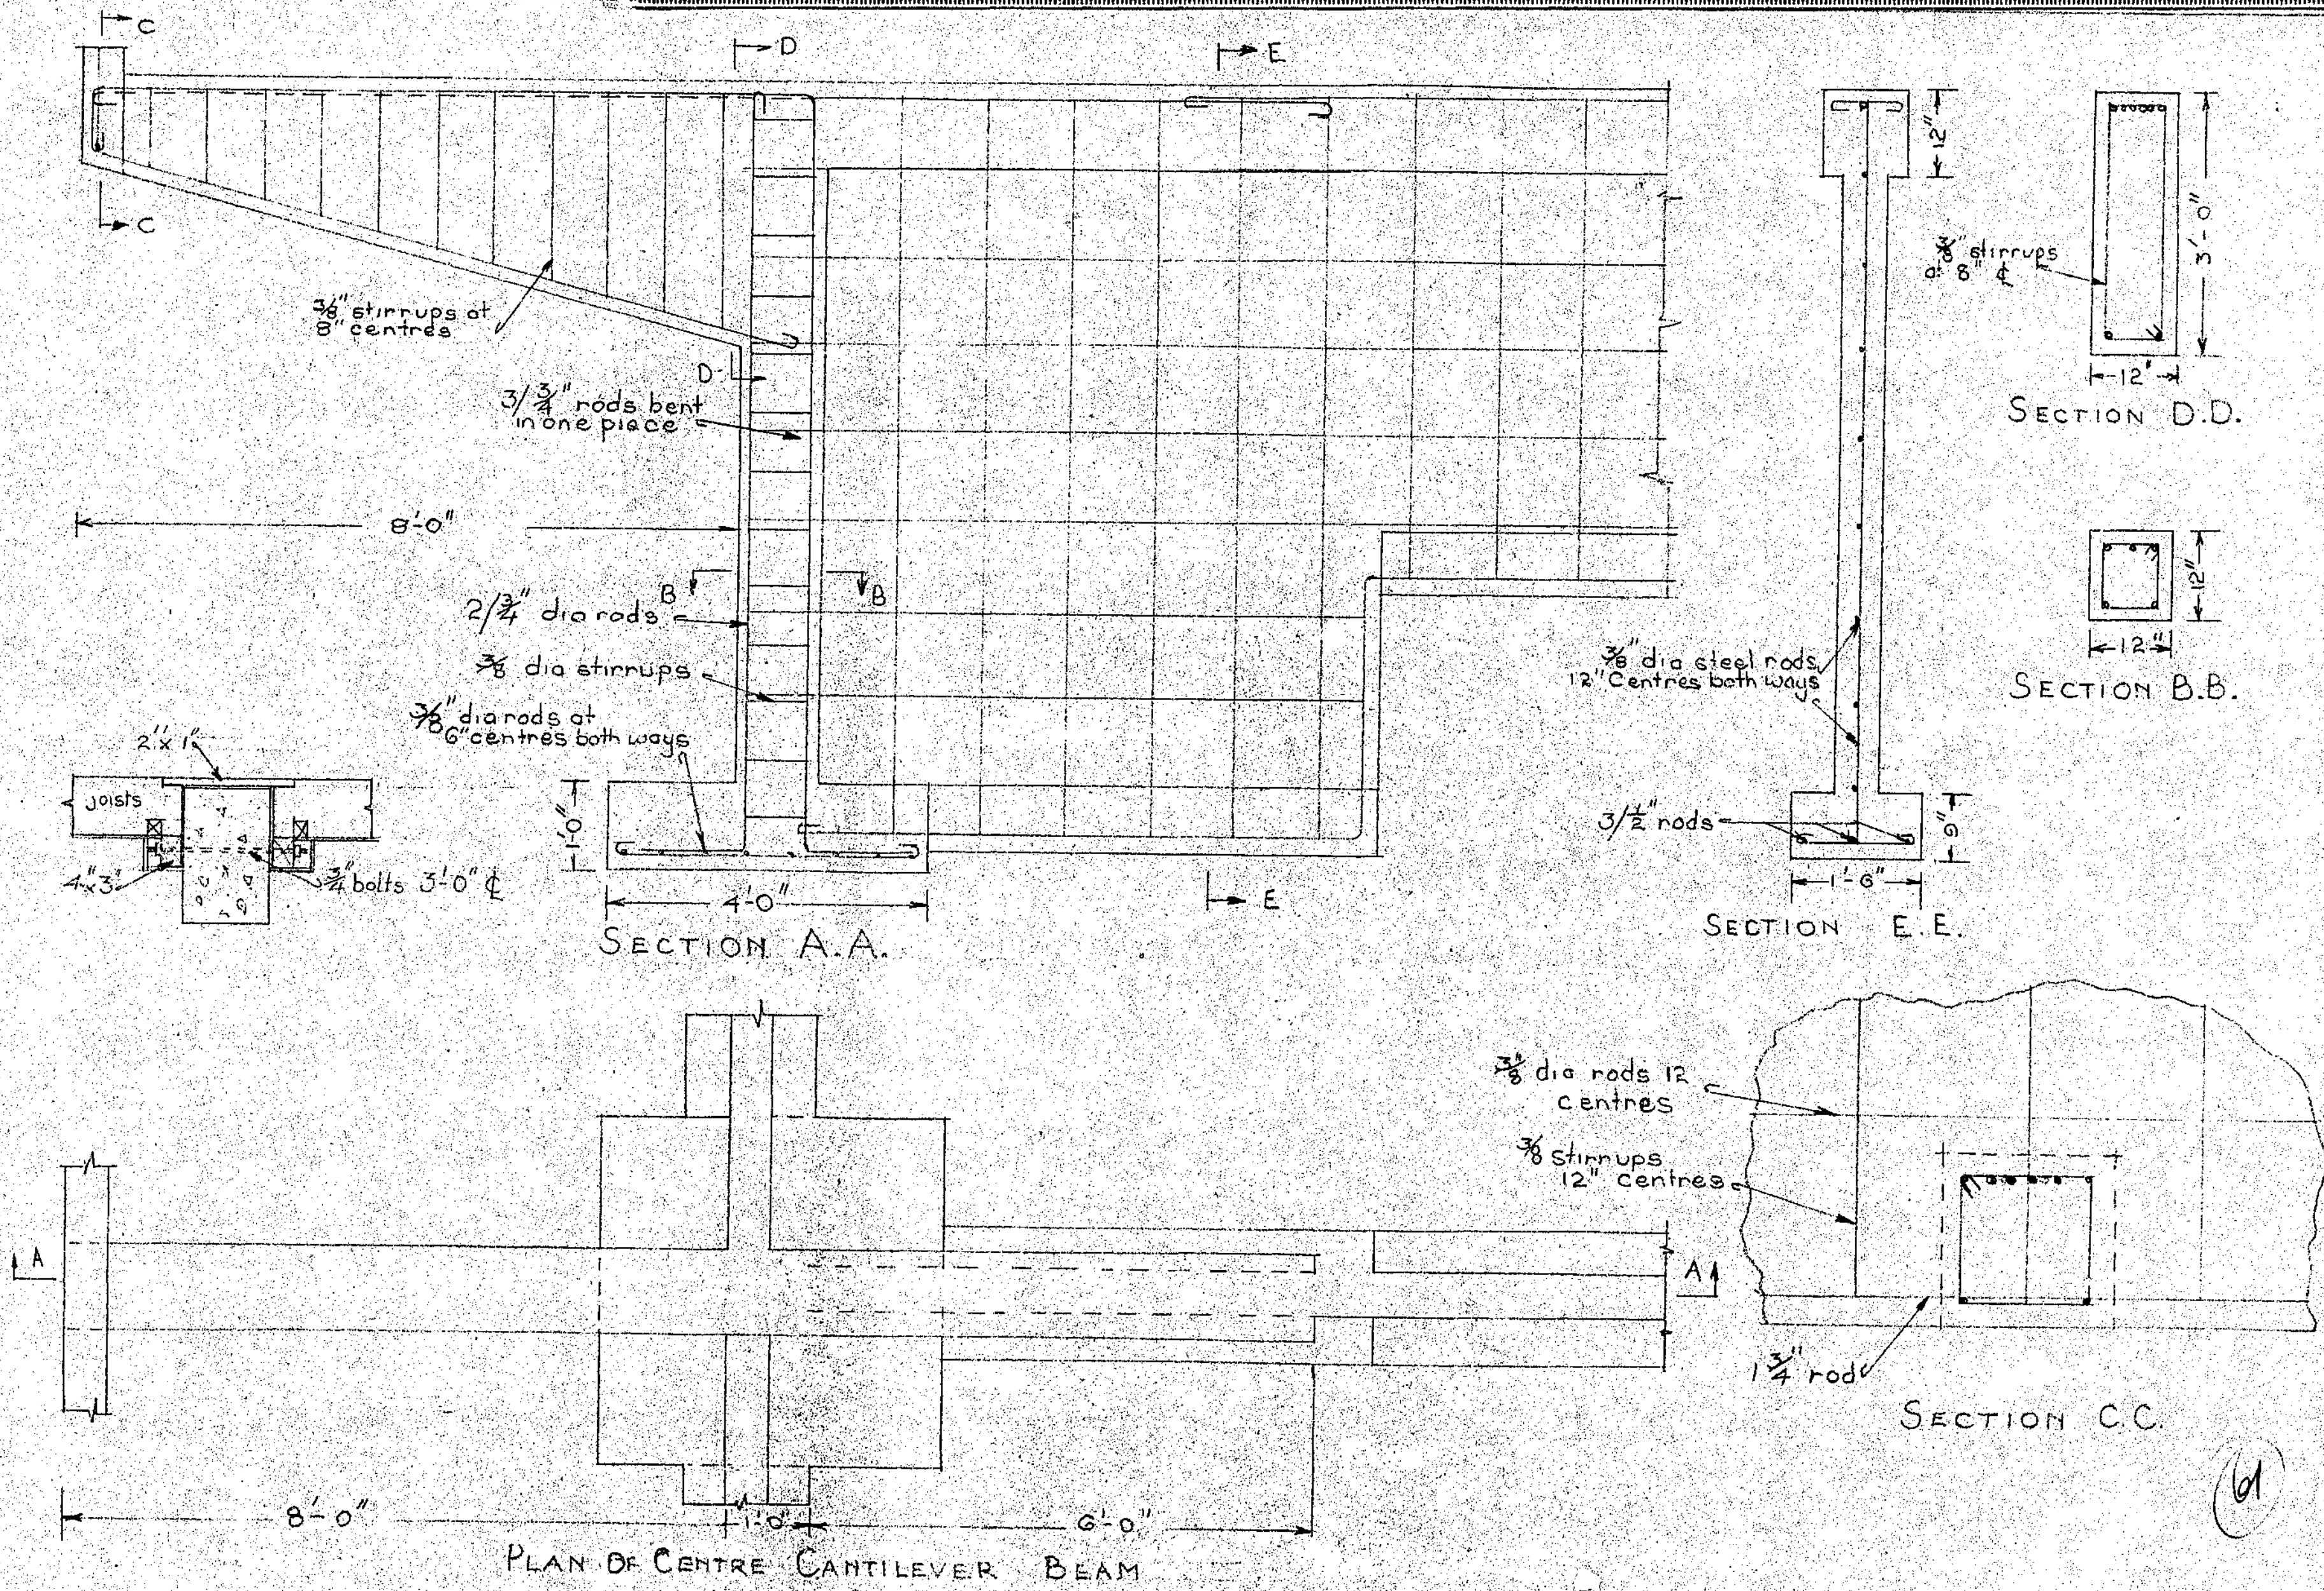 C
D
E
C
3/8" stirrups at
8" centres
D
3/ 3/4" rods bent
in one piece
8'-0"
B
B
2/ 3/4" dia rods
3/8 dia stirrups
3/8" dia rods at
6" centres both ways
1'-0"
4'-0"
E
SECTION A.A.
2" x 1"
joists
4" x 3"
3/4" bolts 3'-0" ℄
12"
3/8" dia steel rods
12" Centres both ways
3/ 1/2" rods
9"
1'-6"
SECTION E.E.
3/8" stirrups
8" ℄
3'-0"
12"
SECTION D.D.
12"
12"
SECTION B.B.
A
A
8'-0"
1'-0"
6'-0"
PLAN OF CENTRE CANTILEVER BEAM
3/8" dia rods 12
centres
3/8 stirrups
12" centres
1 3/4" rod
SECTION C.C.
61